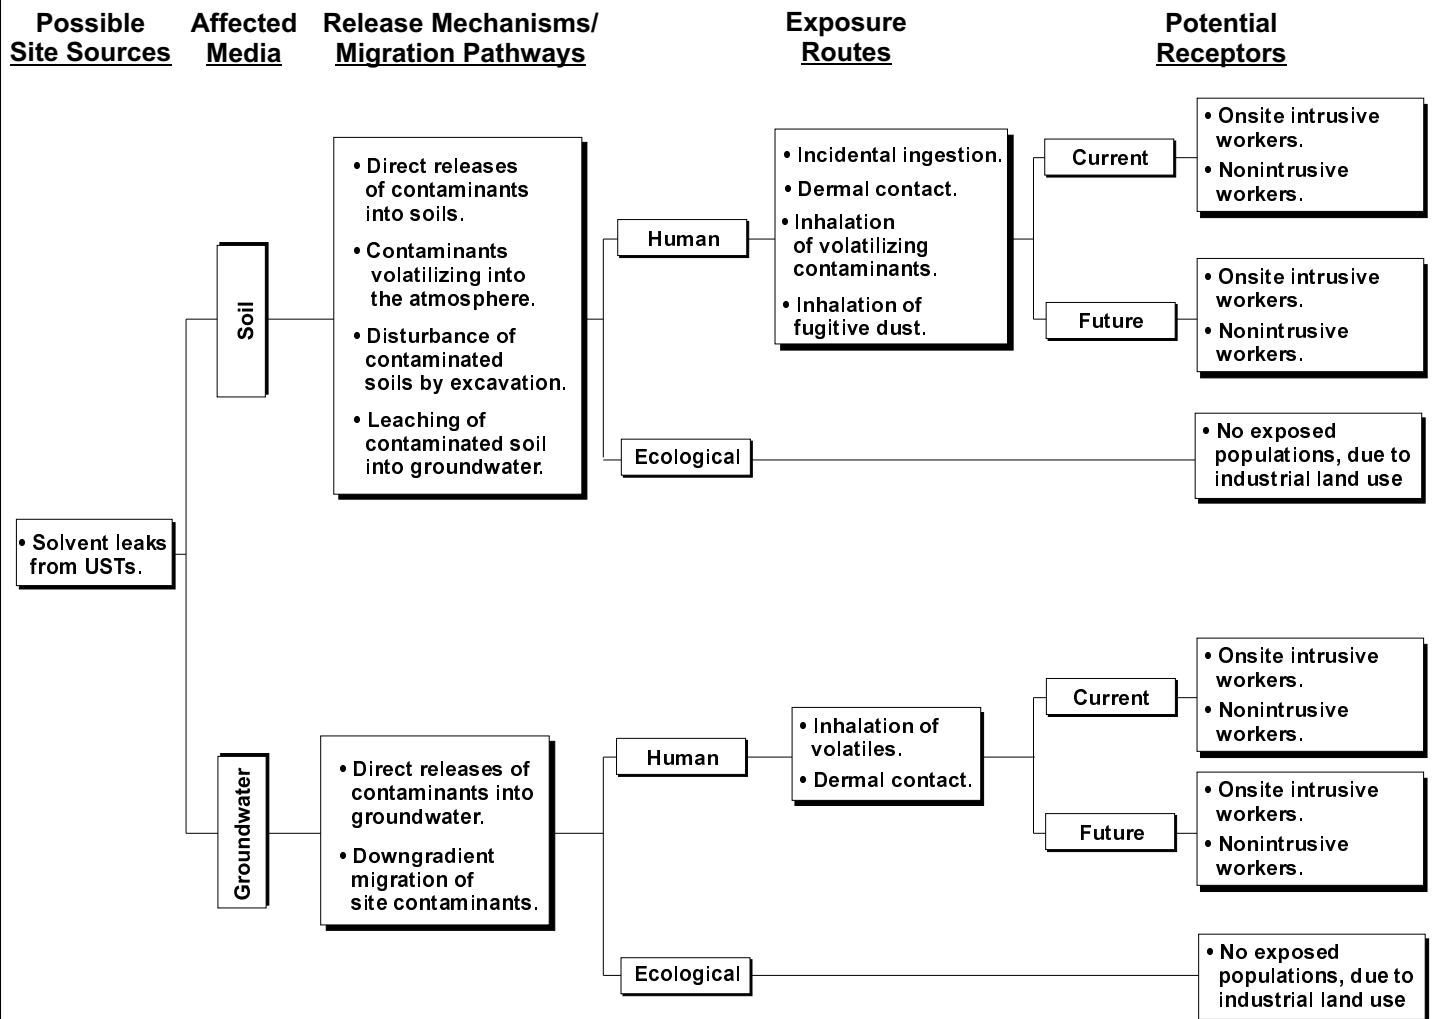 Possible
Site Sources
Affected
Media
Release Mechanisms/
Migration Pathways
Exposure
Routes
Potential
Receptors
• Solvent leaks
from USTs.
Soil
• Direct releases
of contaminants
into soils.
• Contaminants
volatilizing into
the atmosphere.
• Disturbance of
contaminated
soils by excavation.
• Leaching of
contaminated soil
into groundwater.
Human
• Incidental ingestion.
• Dermal contact.
• Inhalation
of volatilizing
contaminants.
• Inhalation of
fugitive dust.
Current
• Onsite intrusive
workers.
• Nonintrusive
workers.
Future
• Onsite intrusive
workers.
• Nonintrusive
workers.
Ecological
• No exposed
populations, due to
industrial land use
Groundwater
• Direct releases of
contaminants into
groundwater.
• Downgradient
migration of
site contaminants.
Human
• Inhalation of
volatiles.
• Dermal contact.
Current
• Onsite intrusive
workers.
• Nonintrusive
workers.
Future
• Onsite intrusive
workers.
• Nonintrusive
workers.
Ecological
• No exposed
populations, due to
industrial land use